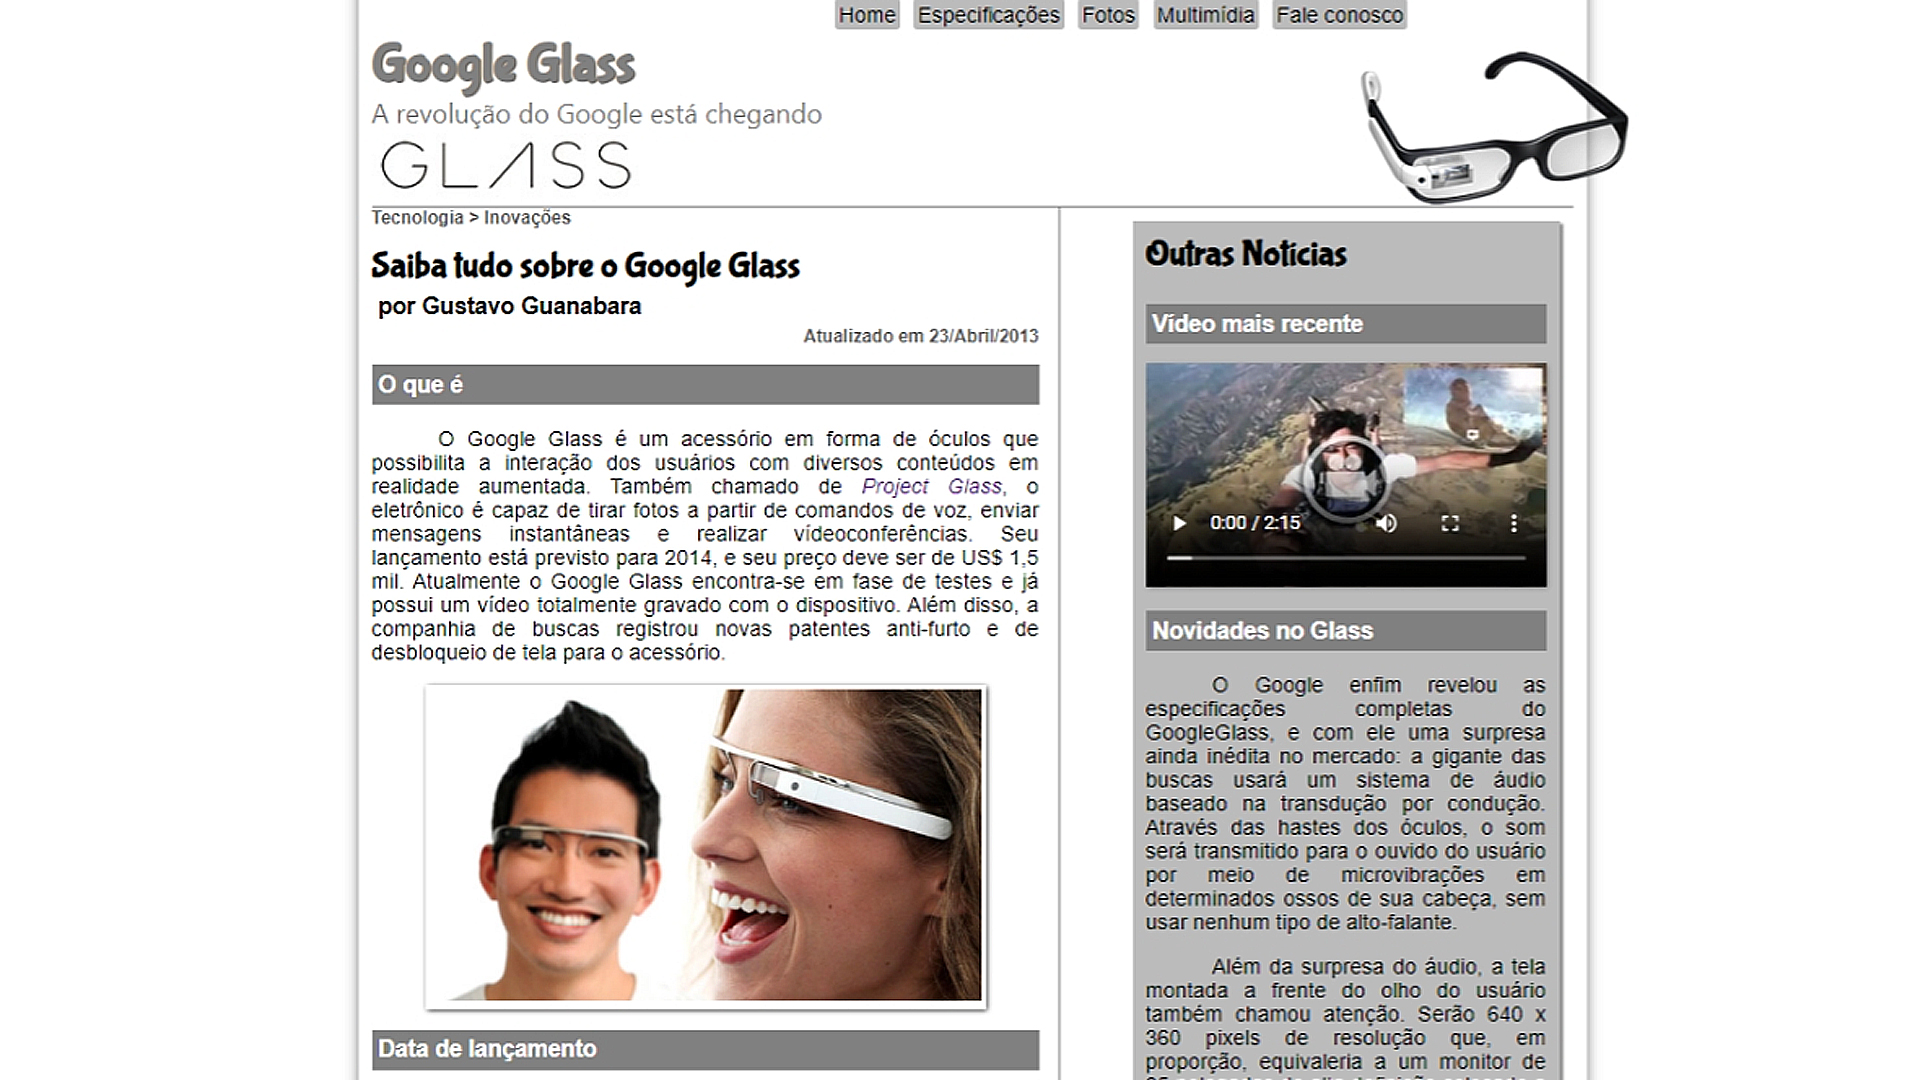 Home Especificações Fotos Multimídia Fale conosco
Google Glass
A revolução do Google está chegando
GLASS
Tecnologia > Inovações
Saiba tudo sobre o Google Glass
por Gustavo Guanabara
Atualizado em 23/Abril/2013
O que é
O Google Glass é um acessório em forma de óculos que
possibilita a interação dos usuários com diversos conteúdos em
realidade aumentada. Também chamado de Project Glass, o
eletrônico é capaz de tirar fotos a partir de comandos de voz, enviar
mensagens instantâneas e realizar vídeoconferências. Seu
lançamento está previsto para 2014, e seu preço deve ser de US$ 1,5
mil. Atualmente o Google Glass encontra-se em fase de testes e já
possui um vídeo totalmente gravado com o dispositivo. Além disso, a
companhia de buscas registrou novas patentes anti-furto e de
desbloqueio de tela para o acessório.
Data de lançamento
Outras Notícias
Vídeo mais recente
0:00 / 2:15
Novidades no Glass
O Google enfim revelou as
especificações completas do
GoogleGlass, e com ele uma surpresa
ainda inédita no mercado: a gigante das
buscas usará um sistema de áudio
baseado na transdução por condução.
Através das hastes dos óculos, o som
será transmitido para o ouvido do usuário
por meio de microvibrações em
determinados ossos de sua cabeça, sem
usar nenhum tipo de alto-falante.
Além da surpresa do áudio, a tela
montada a frente do olho do usuário
também chamou atenção. Serão 640 x
360 pixels de resolução que, em
proporção, equivaleria a um monitor de